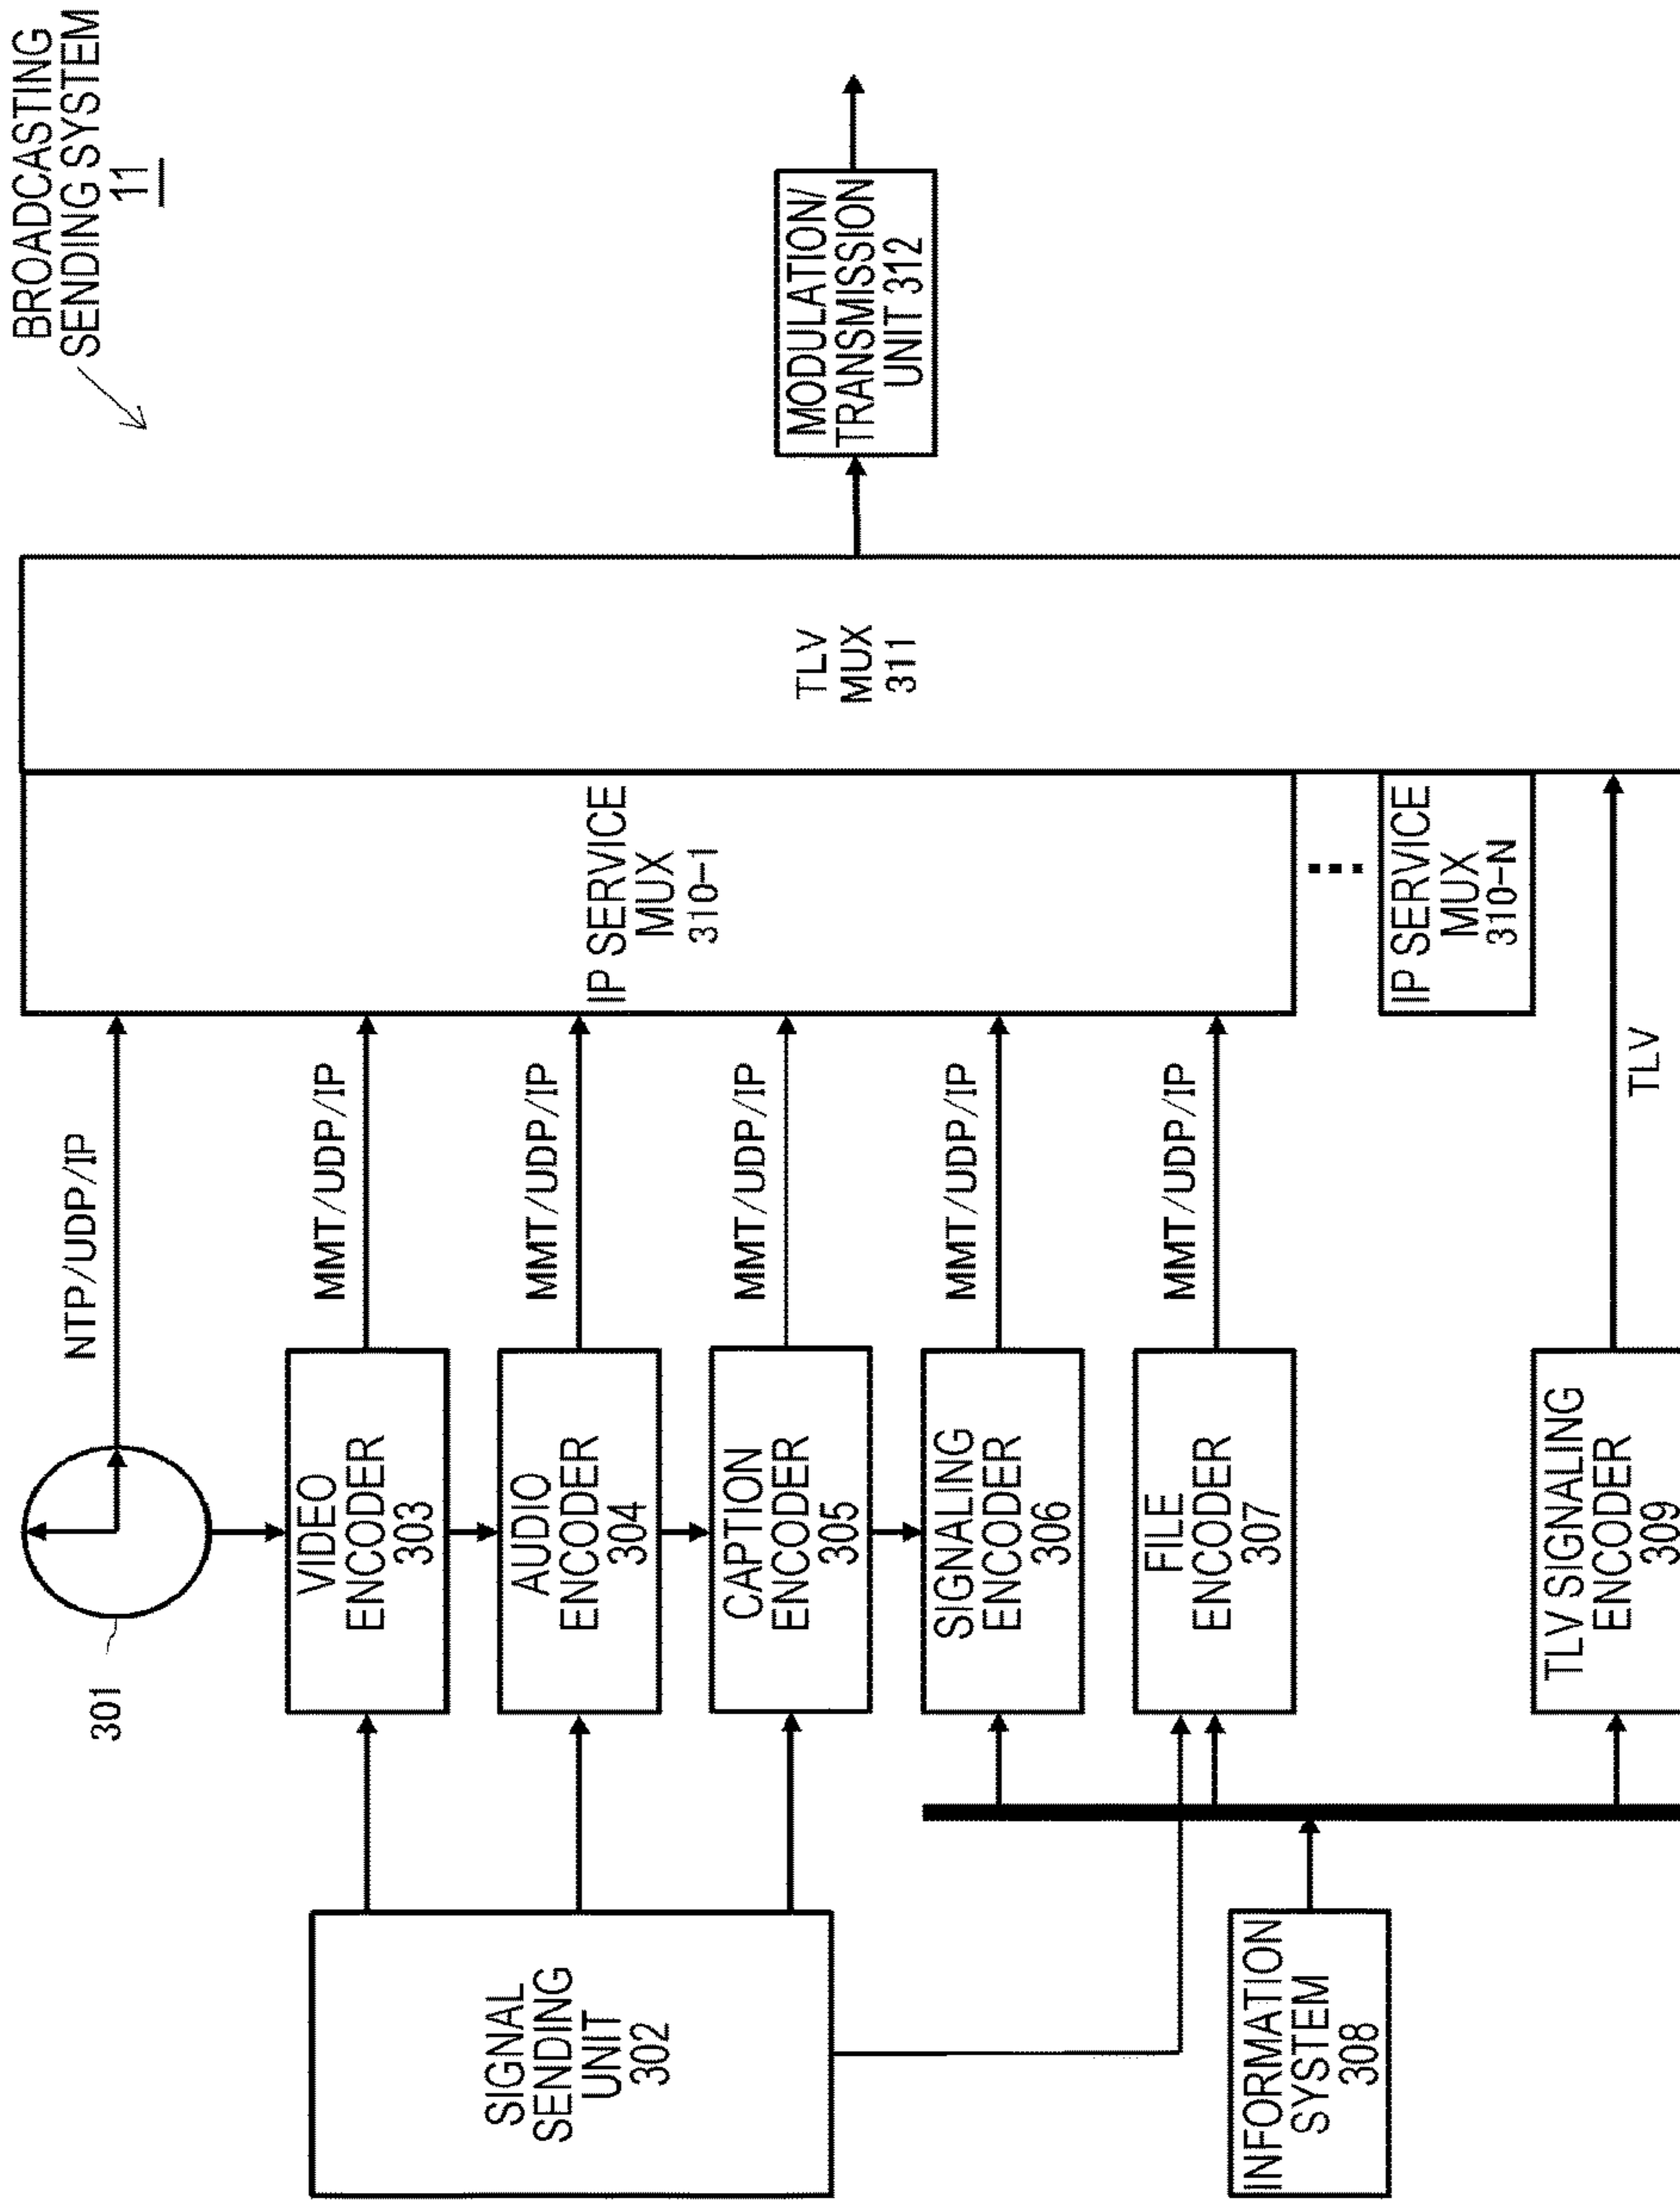 BROADCASTING
SENDING SYSTEM
11
301
NTP/UDP/IP
SIGNAL
SENDING
UNIT
302
VIDEO
ENCODER
303
MMT/UDP/IP
AUDIO
ENCODER
304
MMT/UDP/IP
CAPTION
ENCODER
305
MMT/UDP/IP
SIGNALING
ENCODER
306
MMT/UDP/IP
FILE
ENCODER
307
MMT/UDP/IP
INFORMATION
SYSTEM
308
TLV SIGNALING
ENCODER
309
TLV
IP SERVICE
MUX
310-1
IP SERVICE
MUX
310-N
TLV
MUX
311
MODULATION/
TRANSMISSION
UNIT 312